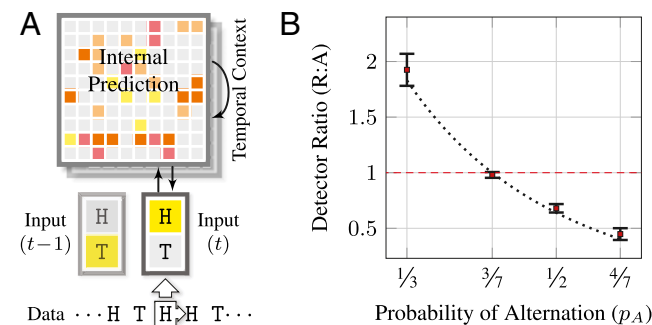 A
Internal
Prediction
Temporal Context
Input
(t−1)
H
T
H
T
Input
(t)
Data ···H T H H T···
B
Detector Ratio (R:A)
2
1.5
1
0.5
1/3
3/7
1/2
4/7
Probability of Alternation (pA)